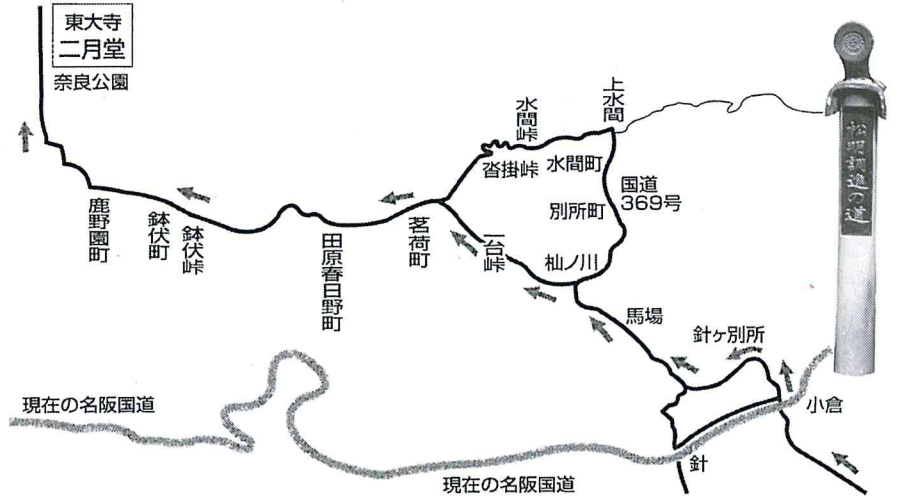 東大寺
二月堂
奈良公園
上水間
水間峠
沓掛峠
水間町
国道
369号
別所町
一台峠
杣ノ川
茗荷町
田原春日野町
鉢伏峠
鉢伏町
鹿野園町
馬場
針ヶ別所
小倉
針
現在の名阪国道
現在の名阪国道
松明調進の道